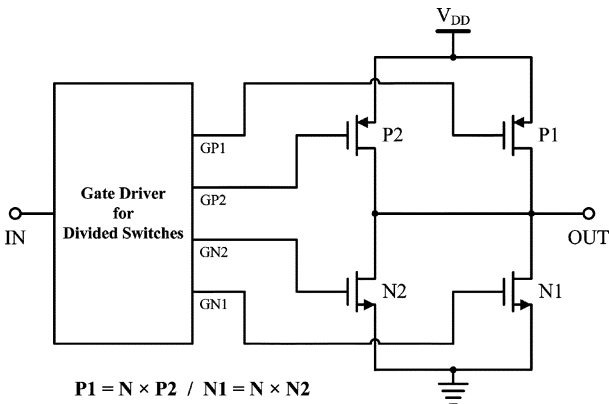 V_DD
P2
P1
GP1
GP2
Gate Driver
for
Divided Switches
IN
OUT
GN2
GN1
N2
N1
P1 = N × P2 / N1 = N × N2